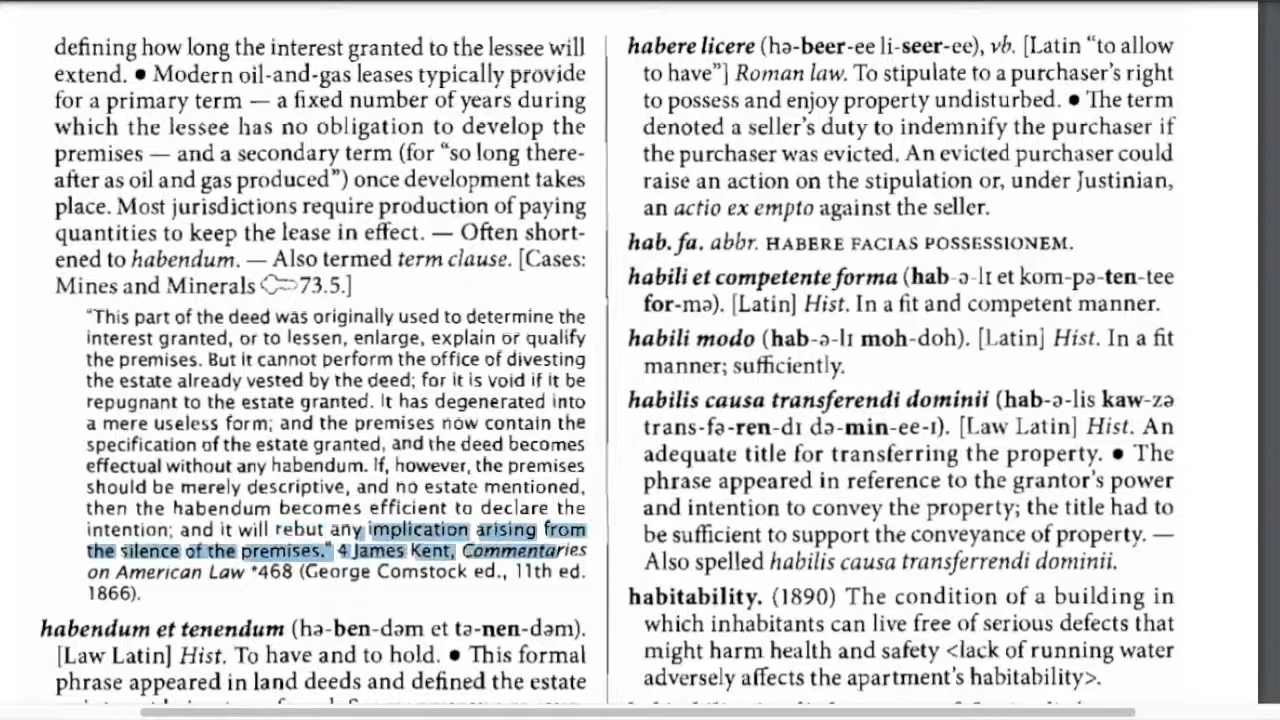 defining how long the interest granted to the lessee will
extend. ● Modern oil-and-gas leases typically provide
for a primary term — a fixed number of years during
which the lessee has no obligation to develop the
premises — and a secondary term (for “so long there-
after as oil and gas produced”) once development takes
place. Most jurisdictions require production of paying
quantities to keep the lease in effect. — Often short-
ened to habendum. — Also termed term clause. [Cases:
Mines and Minerals 73.5.]
“This part of the deed was originally used to determine the
interest granted, or to lessen, enlarge, explain or qualify
the premises. But it cannot perform the office of divesting
the estate already vested by the deed; for it is void if it be
repugnant to the estate granted. It has degenerated into
a mere useless form; and the premises now contain the
specification of the estate granted, and the deed becomes
effectual without any habendum. If, however, the premises
should be merely descriptive, and no estate mentioned,
then the habendum becomes efficient to declare the
intention; and it will rebut any implication arising from
the silence of the premises.” 4 James Kent, Commentaries
on American Law *468 (George Comstock ed., 11th ed.
1866).
habendum et tenendum (hə-ben-dəm et tə-nen-dəm).
[Law Latin] Hist. To have and to hold. ● This formal
phrase appeared in land deeds and defined the estate
habere licere (hə-beer-ee li-seer-ee), vb. [Latin “to allow
to have”] Roman law. To stipulate to a purchaser’s right
to possess and enjoy property undisturbed. ● The term
denoted a seller’s duty to indemnify the purchaser if
the purchaser was evicted. An evicted purchaser could
raise an action on the stipulation or, under Justinian,
an actio ex empto against the seller.
hab. fa. abbr. HABERE FACIAS POSSESSIONEM.
habili et competente forma (hab-ə-lı et kom-pə-ten-tee
for-mə). [Latin] Hist. In a fit and competent manner.
habili modo (hab-ə-lı moh-doh). [Latin] Hist. In a fit
manner; sufficiently.
habilis causa transferendi dominii (hab-ə-lis kaw-zə
trans-fə-ren-dı də-min-ee-ı). [Law Latin] Hist. An
adequate title for transferring the property. ● The
phrase appeared in reference to the grantor’s power
and intention to convey the property; the title had to
be sufficient to support the conveyance of property. —
Also spelled habilis causa transferrendi dominii.
habitability. (1890) The condition of a building in
which inhabitants can live free of serious defects that
might harm health and safety <lack of running water
adversely affects the apartment’s habitability>.